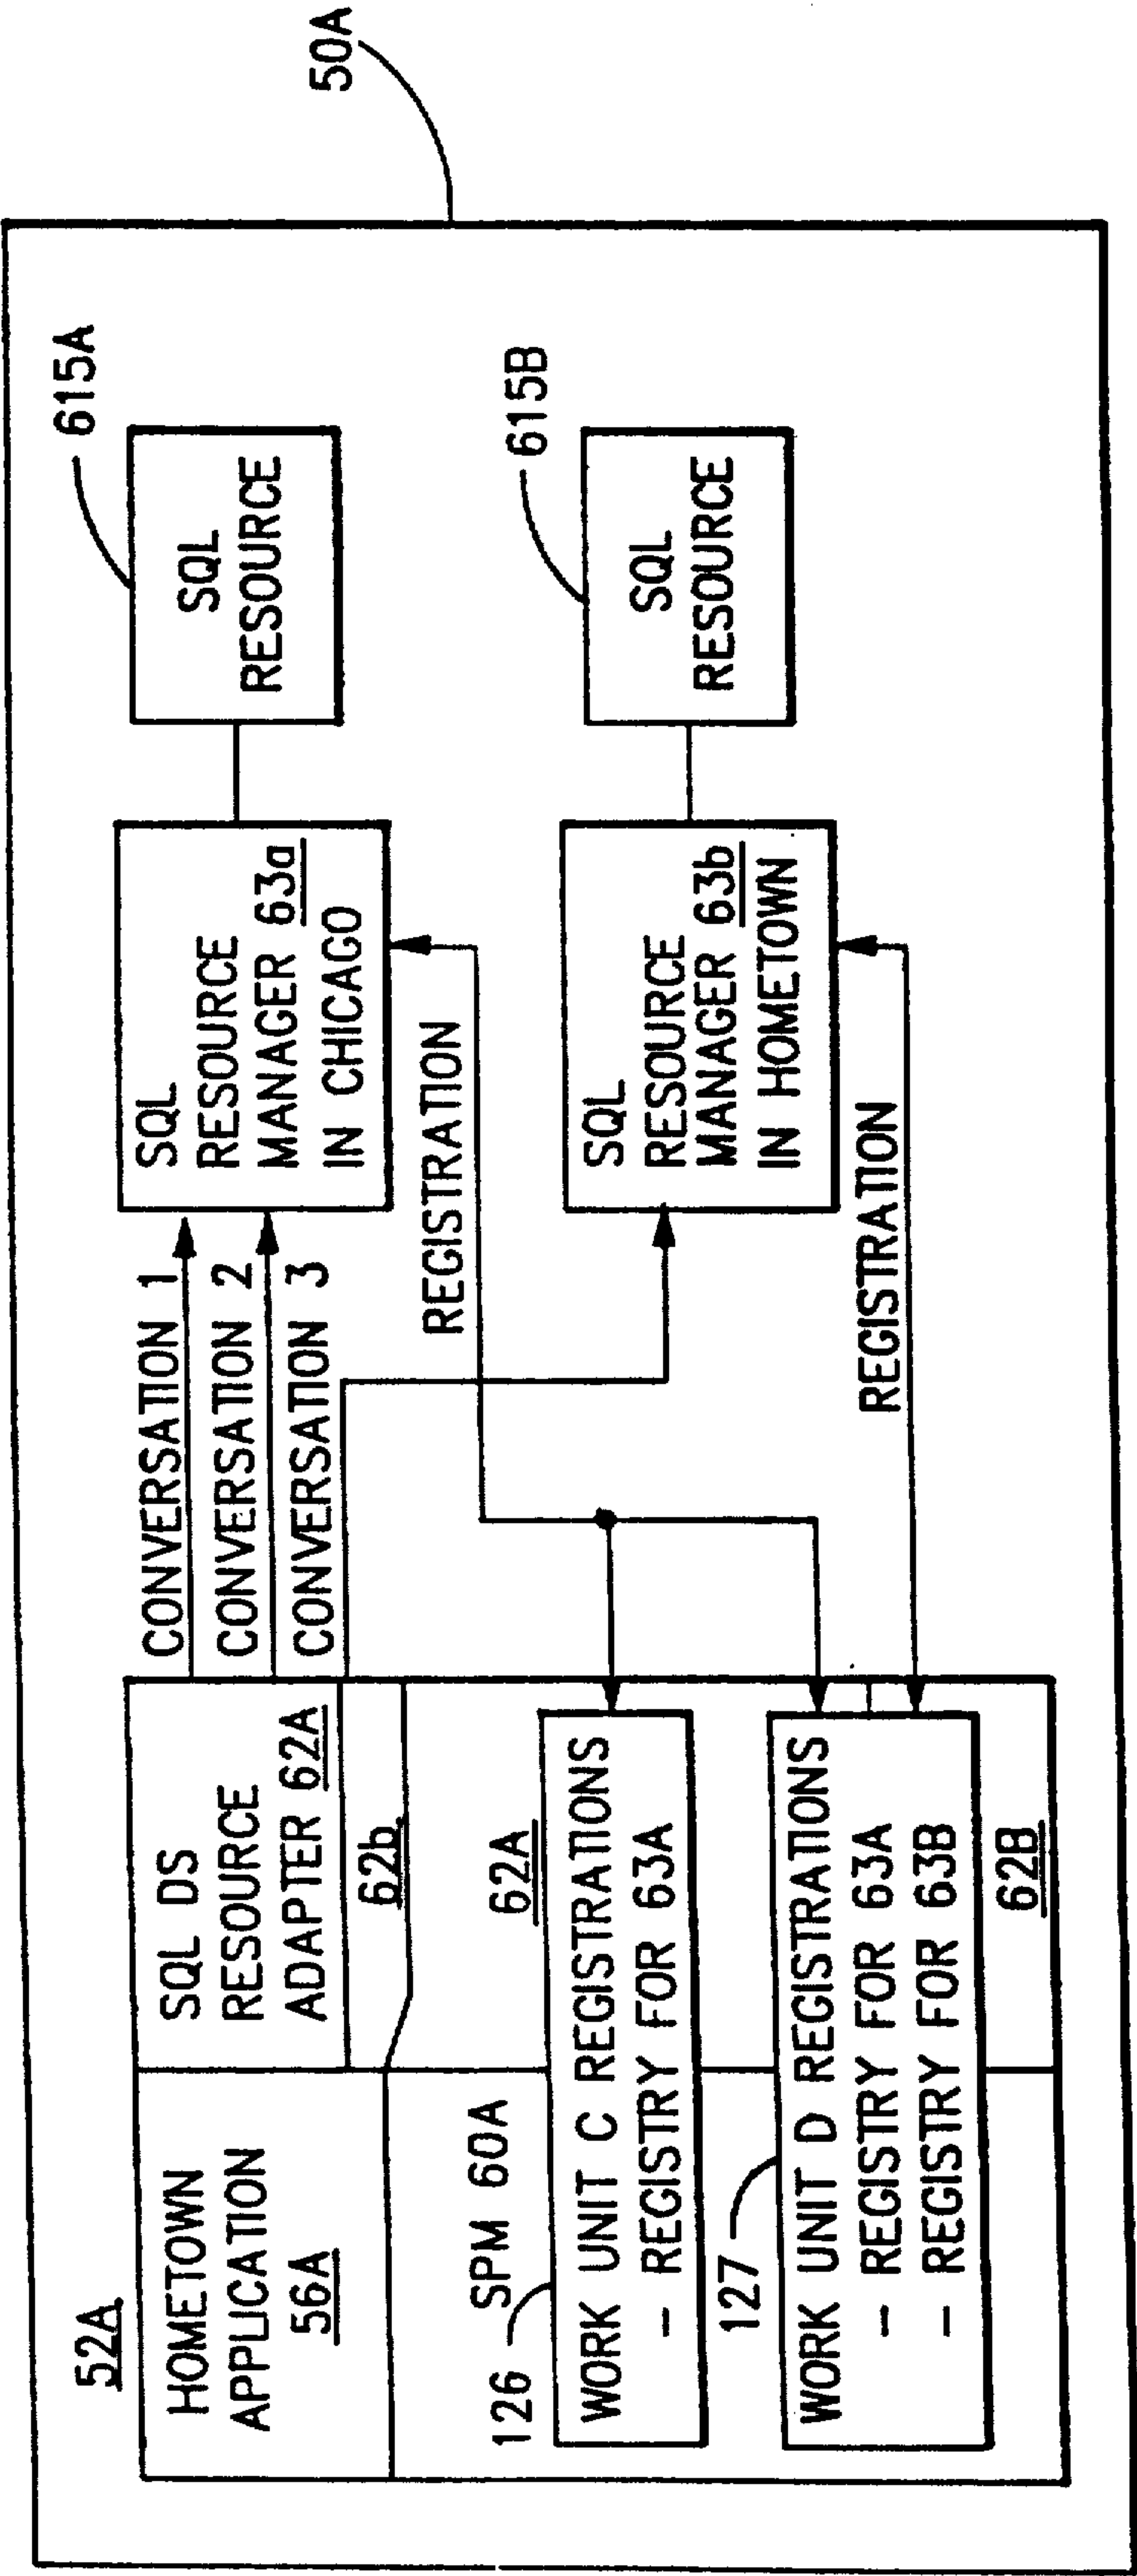 52A
HOMETOWN
APPLICATION
56A
SQL DS
RESOURCE
ADAPTER 62A
62b
SPM 60A
62A
126
WORK UNIT C REGISTRATIONS
– REGISTRY FOR 63A
127
WORK UNIT D REGISTRATIONS
– REGISTRY FOR 63A
– REGISTRY FOR 63B
62B
CONVERSATION 1
CONVERSATION 2
CONVERSATION 3
REGISTRATION
REGISTRATION
SQL
RESOURCE
MANAGER 63a
IN CHICAGO
SQL
RESOURCE
MANAGER 63b
IN HOMETOWN
615A
SQL
RESOURCE
615B
SQL
RESOURCE
50A